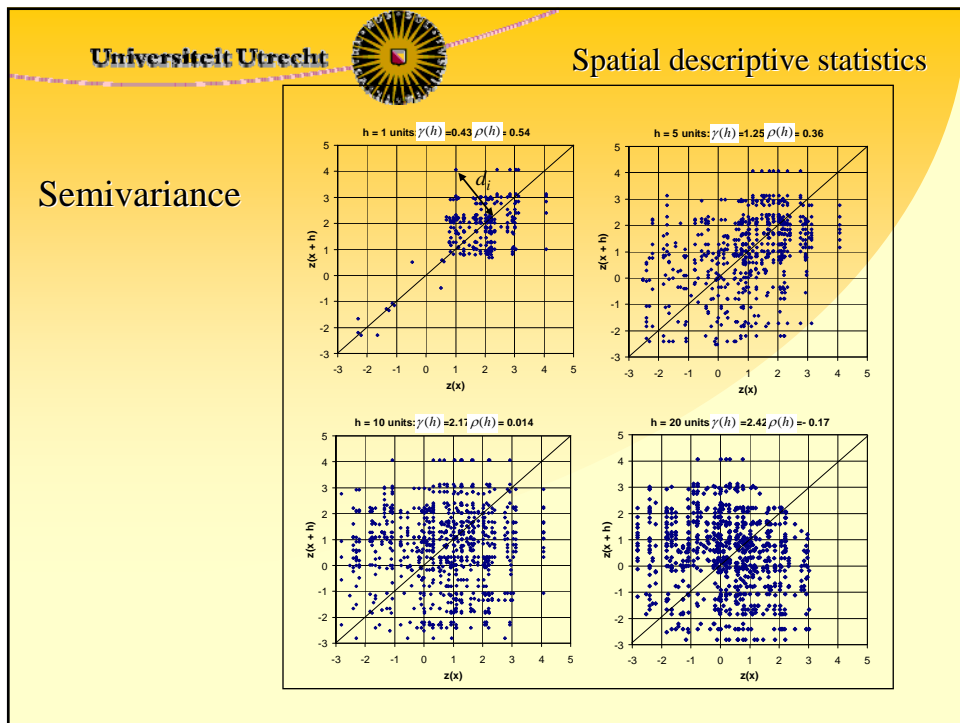 Universiteit Utrecht
Spatial descriptive statistics
Semivariance
h = 1 units: γ(h) =0.43 ρ(h) = 0.54
5
4
3
2
1
0
-1
-2
-3
z(x + h)
d_i
-3 -2 -1 0 1 2 3 4 5
z(x)
h = 5 units: γ(h) =1.25 ρ(h) = 0.36
5
4
3
2
1
0
-1
-2
-3
z(x + h)
-3 -2 -1 0 1 2 3 4 5
z(x)
h = 10 units: γ(h) =2.17 ρ(h) = 0.014
5
4
3
2
1
0
-1
-2
-3
z(x + h)
-3 -2 -1 0 1 2 3 4 5
z(x)
h = 20 units γ(h) =2.42 ρ(h) =- 0.17
5
4
3
2
1
0
-1
-2
-3
z(x + h)
-3 -2 -1 0 1 2 3 4 5
z(x)